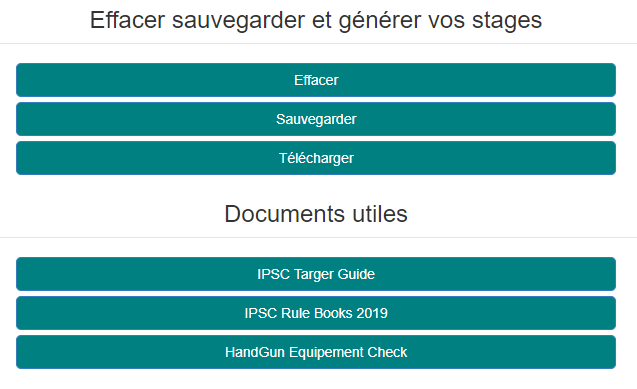 Effacer sauvegarder et générer vos stages
Effacer
Sauvegarder
Télécharger
Documents utiles
IPSC Targer Guide
IPSC Rule Books 2019
HandGun Equipement Check